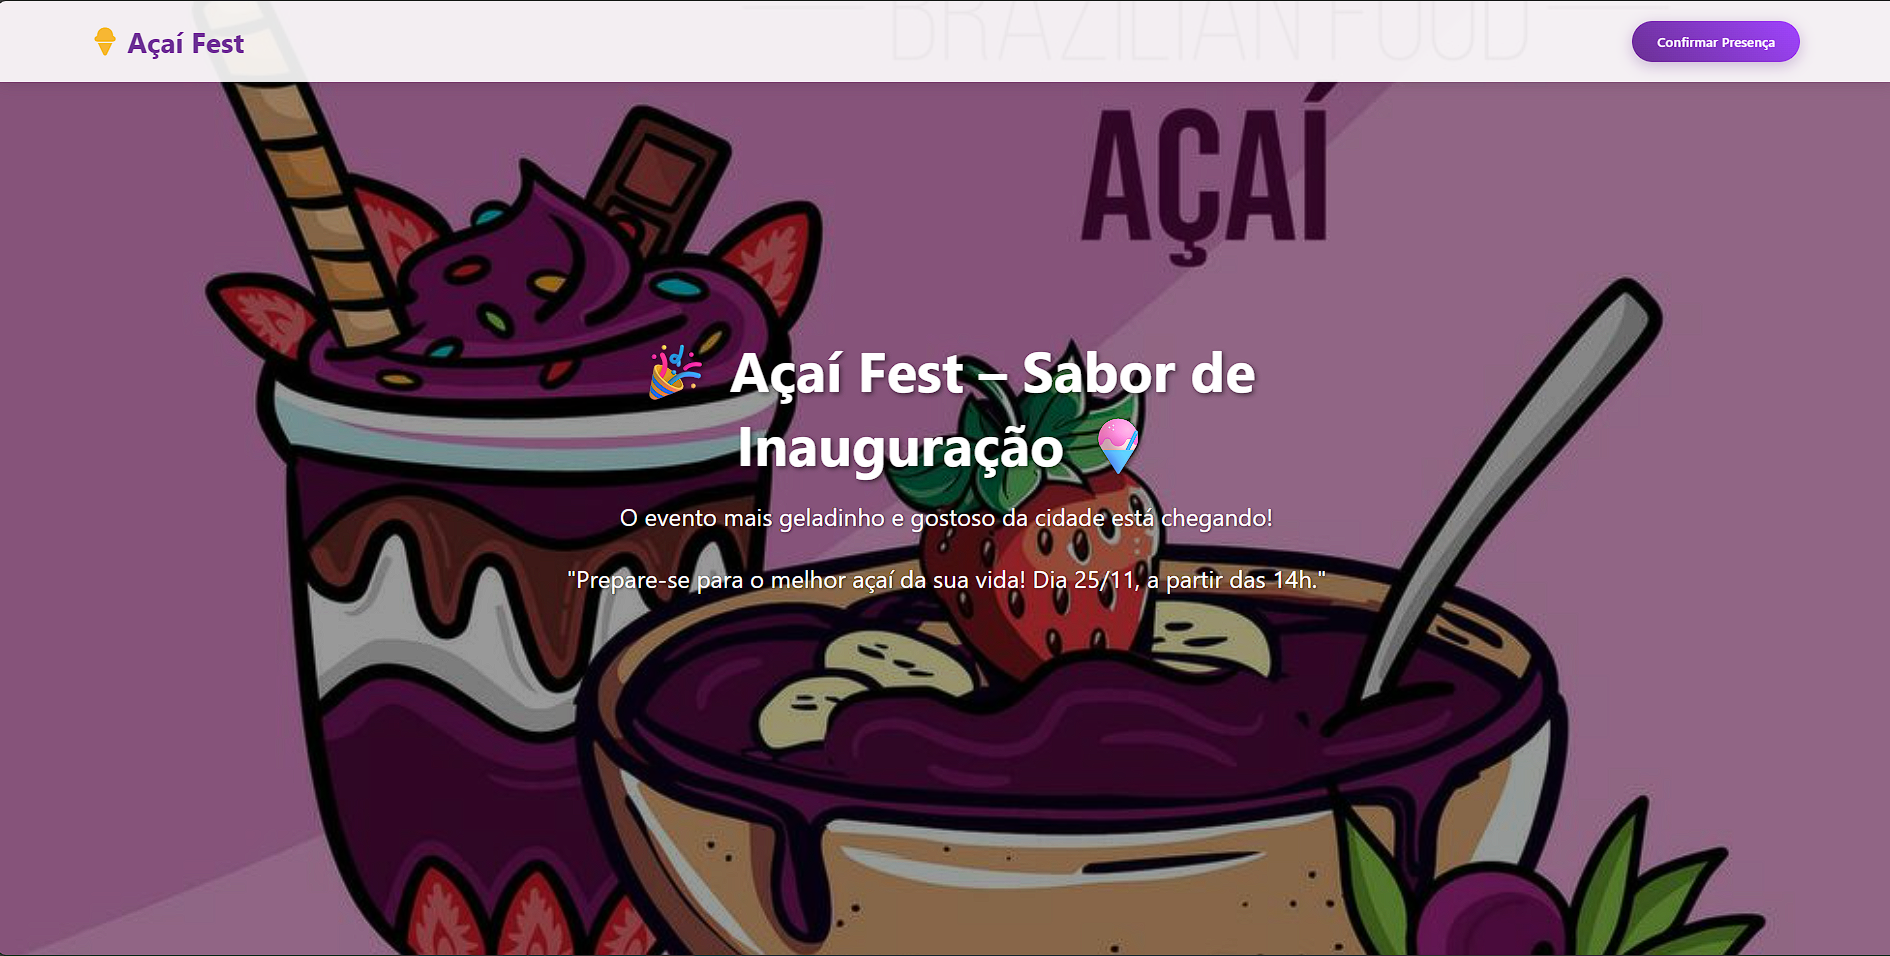 BRAZILIAN FOOD
Açaí Fest
Confirmar Presença
AÇAÍ
🎉 Açaí Fest – Sabor de
Inauguração 🍧
O evento mais geladinho e gostoso da cidade está chegando!
"Prepare-se para o melhor açaí da sua vida! Dia 25/11, a partir das 14h."